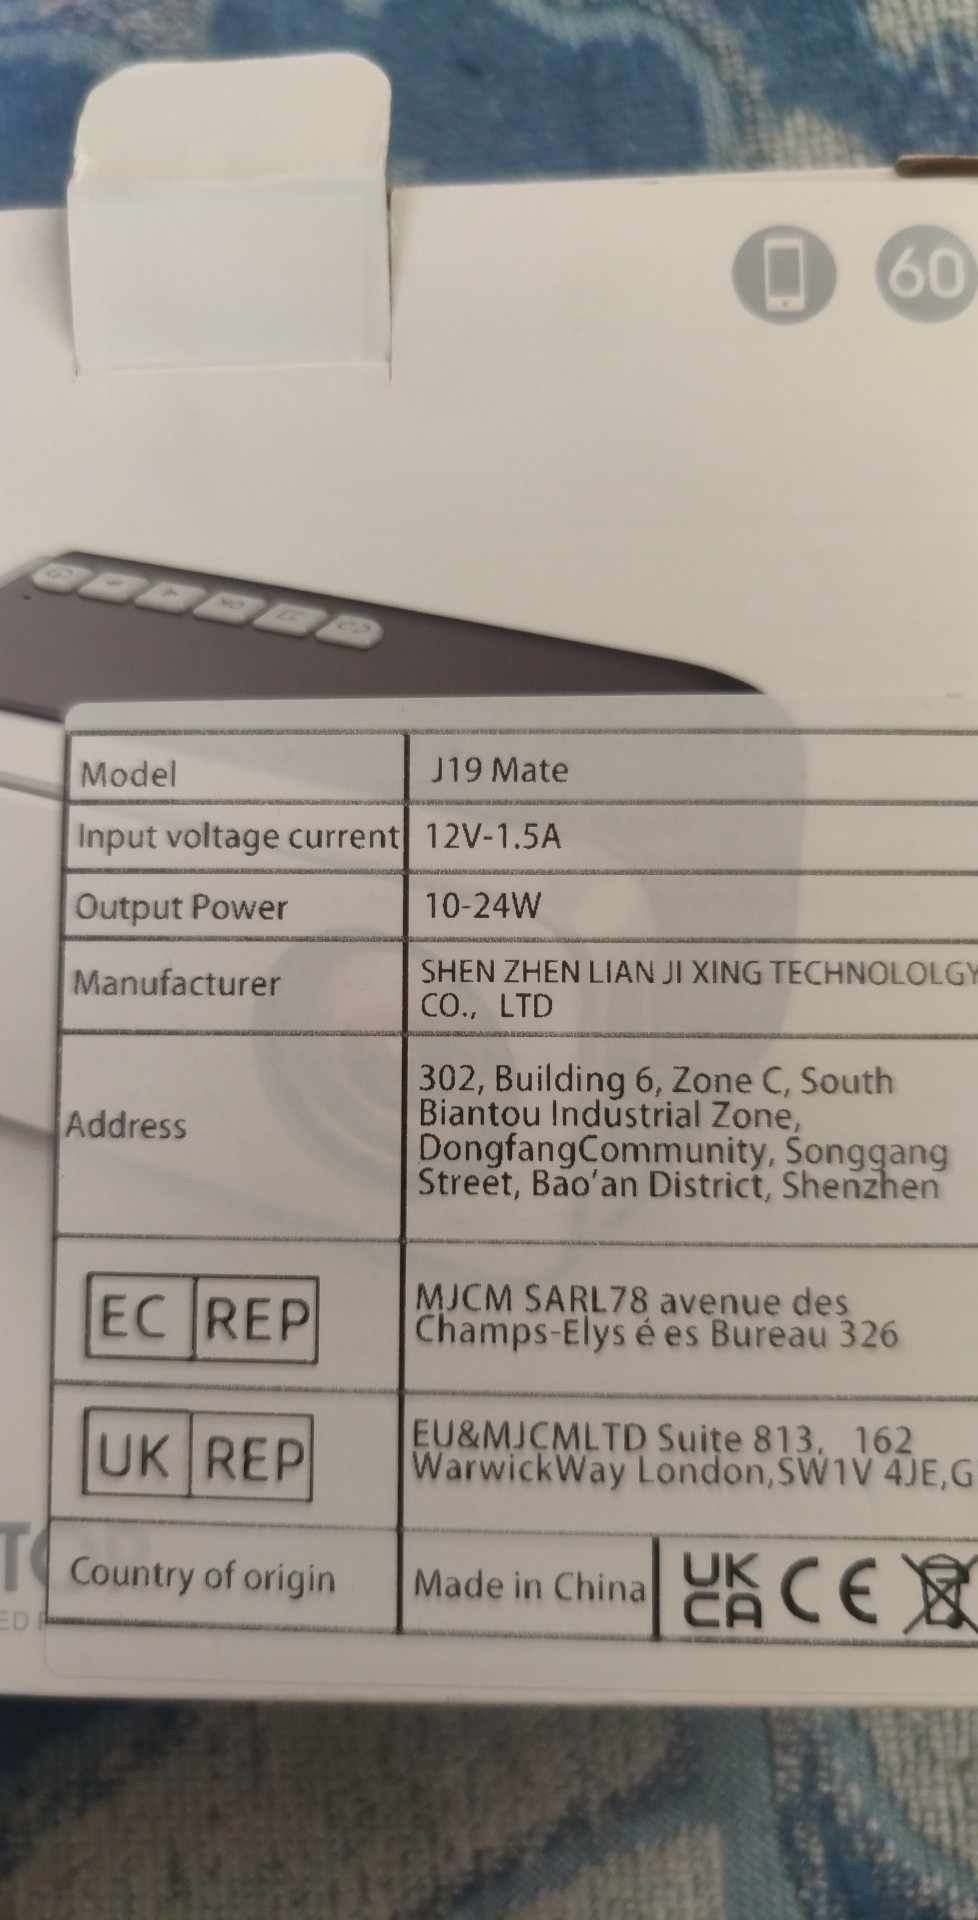 60
Model
J19 Mate
Input voltage current
12V-1.5A
Output Power
10-24W
Manufacturer
SHEN ZHEN LIAN JI XING TECHNOLOLGY
CO., LTD
Address
302, Building 6, Zone C, South
Biantou Industrial Zone,
DongfangCommunity, Songgang
Street, Bao'an District, Shenzhen
EC REP
MJCM SARL78 avenue des
Champs-Elys é es Bureau 326
UK REP
EU&MJCMLTD Suite 813, 162
WarwickWay London,SW1V 4JE,G
Country of origin
Made in China
UK
CA
CE